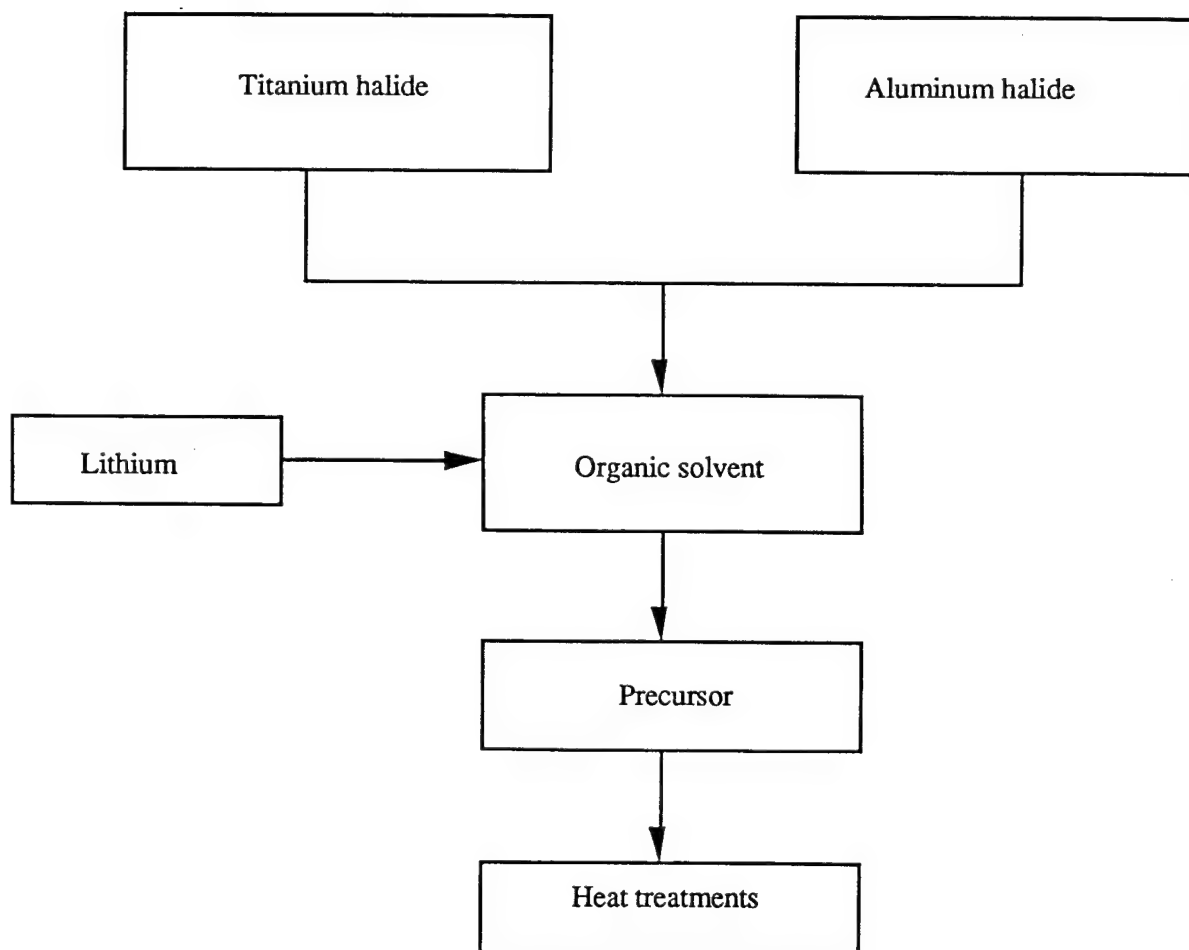 Titanium halide
Aluminum halide
Lithium
Organic solvent
Precursor
Heat treatments